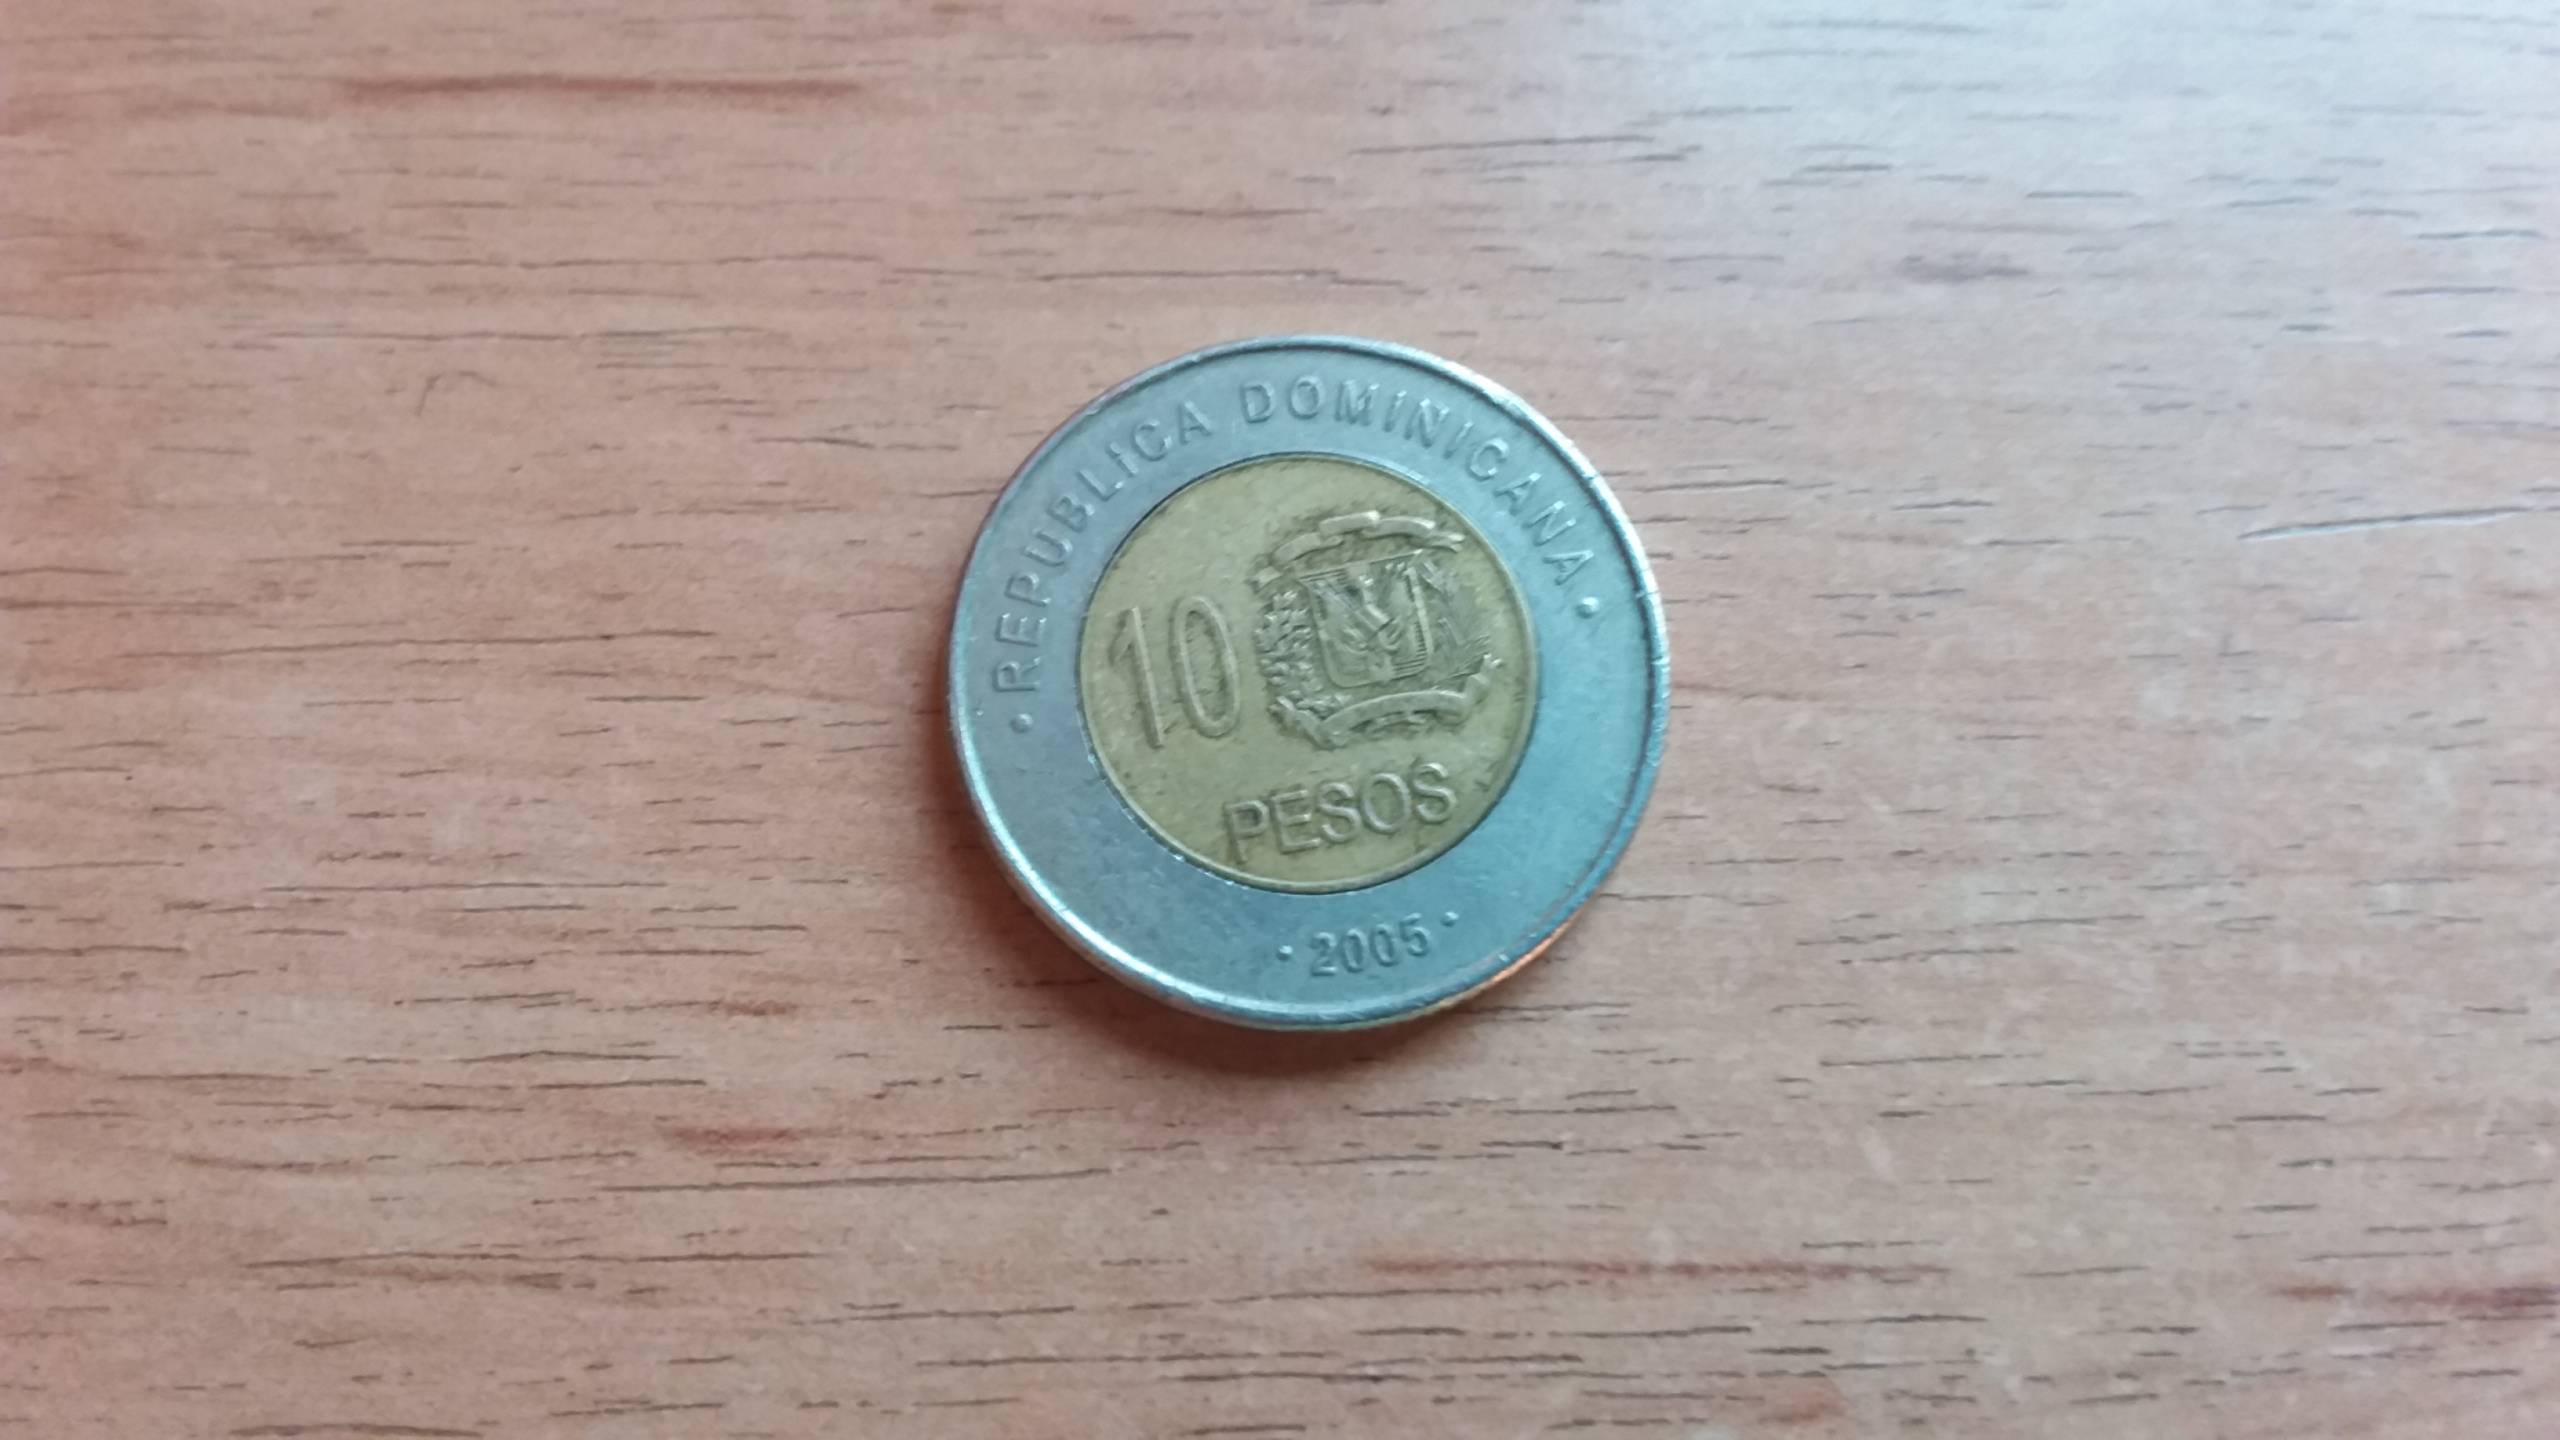 • REPUBLICA DOMINICANA •
10
PESOS
• 2005 •